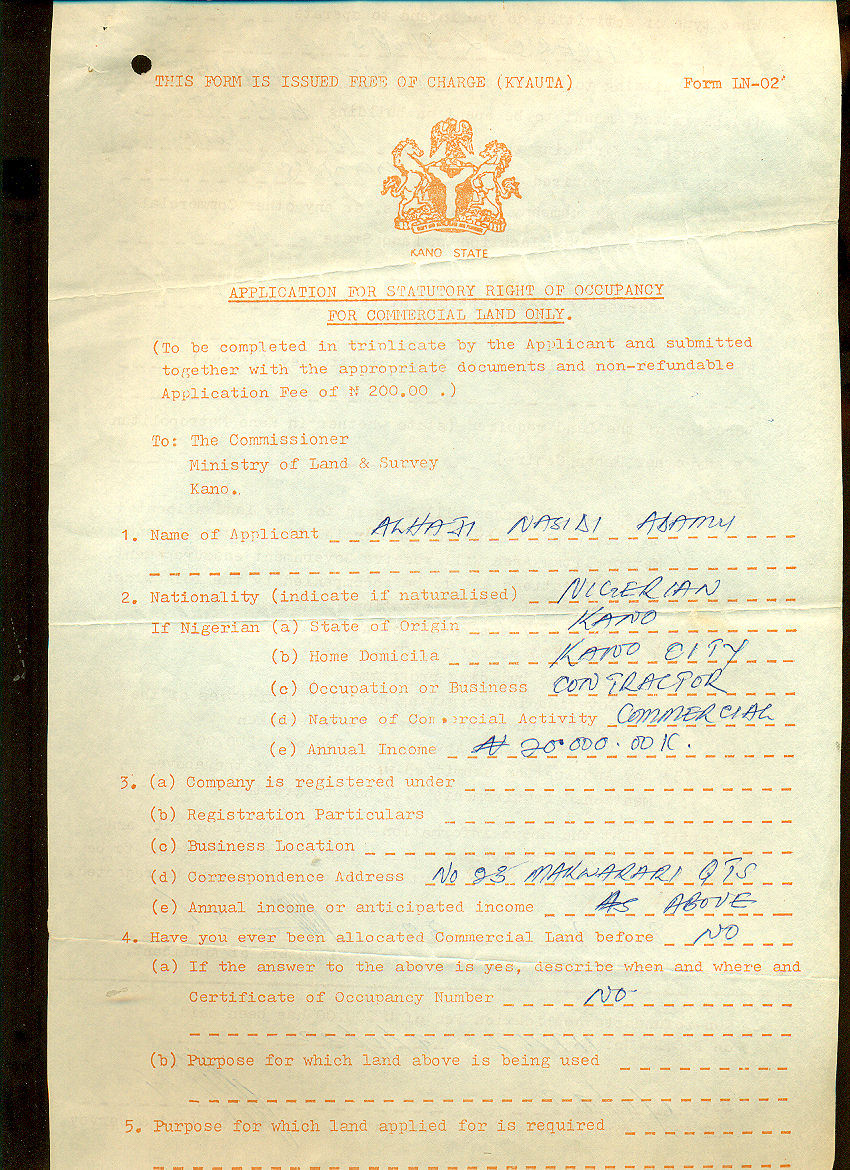 THIS FORM IS ISSUED FREE OF CHARGE (KYAUTA) Form LN-02
KANO STATE
APPLICATION FOR STATUTORY RIGHT OF OCCUPANCY
FOR COMMERCIAL LAND ONLY.
(To be completed in triplicate by the Applicant and submitted
together with the appropriate documents and non-refundable
Application Fee of ₦ 200.00 .)
To: The Commissioner
Ministry of Land & Survey
Kano.
1. Name of Applicant ALHAJI NASIDI ADAMU
2. Nationality (indicate if naturalised) NIGERIAN
If Nigerian (a) State of Origin KANO
(b) Home Domicila KANO CITY
(c) Occupation or Business CONTRACTOR
(d) Nature of Commercial Activity COMMERCIAL
(e) Annual Income ₦ 20.000.00 K.
3. (a) Company is registered under
(b) Registration Particulars
(c) Business Location
(d) Correspondence Address No 23 MAKWARARI QTS
(e) Annual income or anticipated income AS ABOVE
4. Have you ever been allocated Commercial Land before NO
(a) If the answer to the above is yes, describe when and where and
Certificate of Occupancy Number NO
(b) Purpose for which land above is being used
5. Purpose for which land applied for is required